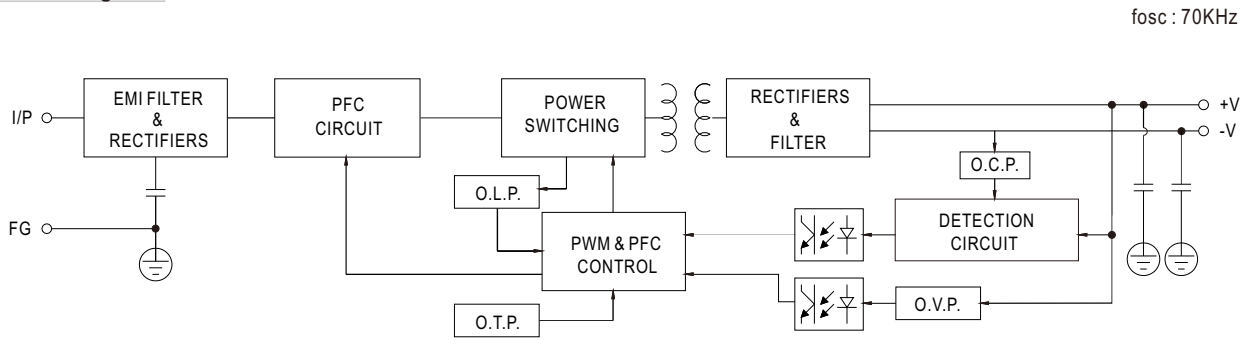 fosc : 70KHz
I/P
EMI FILTER
&
RECTIFIERS
PFC
CIRCUIT
POWER
SWITCHING
RECTIFIERS
&
FILTER
+V
-V
O.C.P.
O.L.P.
FG
PWM & PFC
CONTROL
DETECTION
CIRCUIT
O.V.P.
O.T.P.